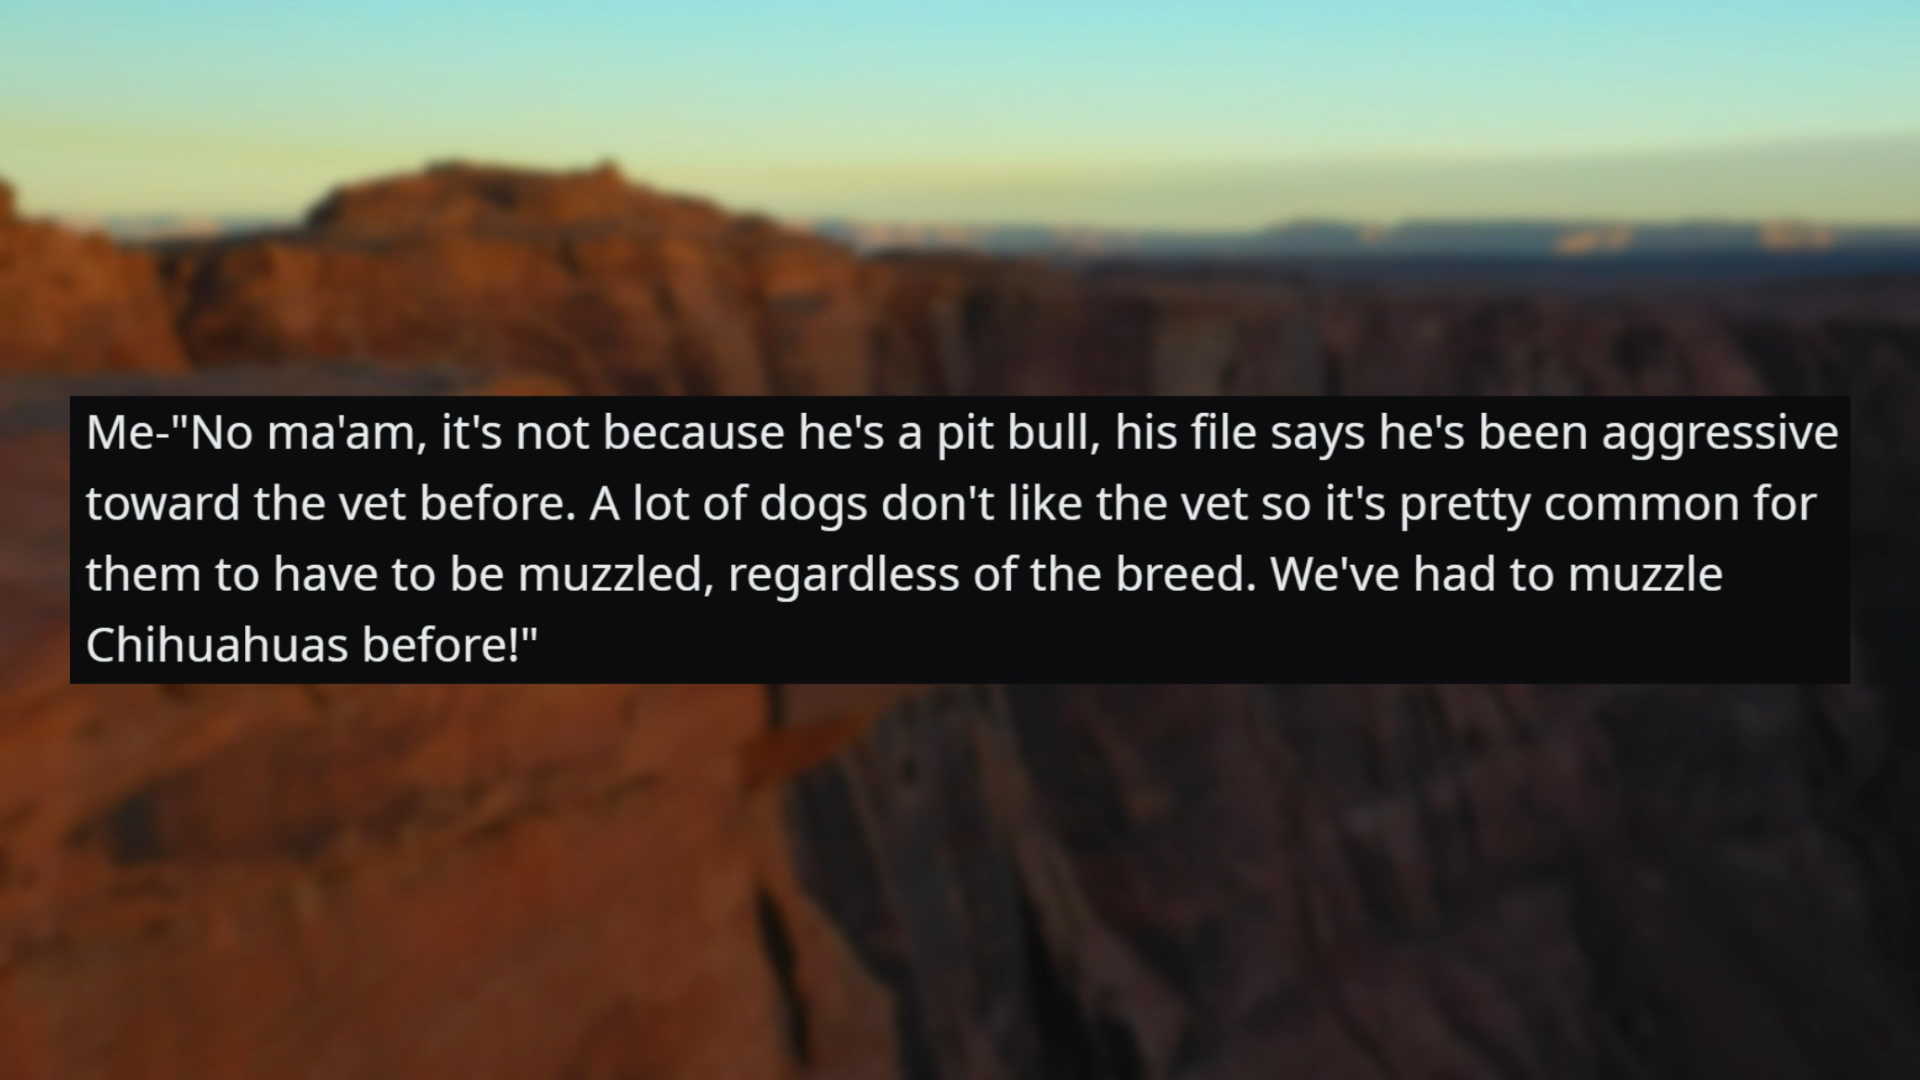 Me-"No ma'am, it's not because he's a pit bull, his file says he's been aggressive
toward the vet before. A lot of dogs don't like the vet so it's pretty common for
them to have to be muzzled, regardless of the breed. We've had to muzzle
Chihuahuas before!"